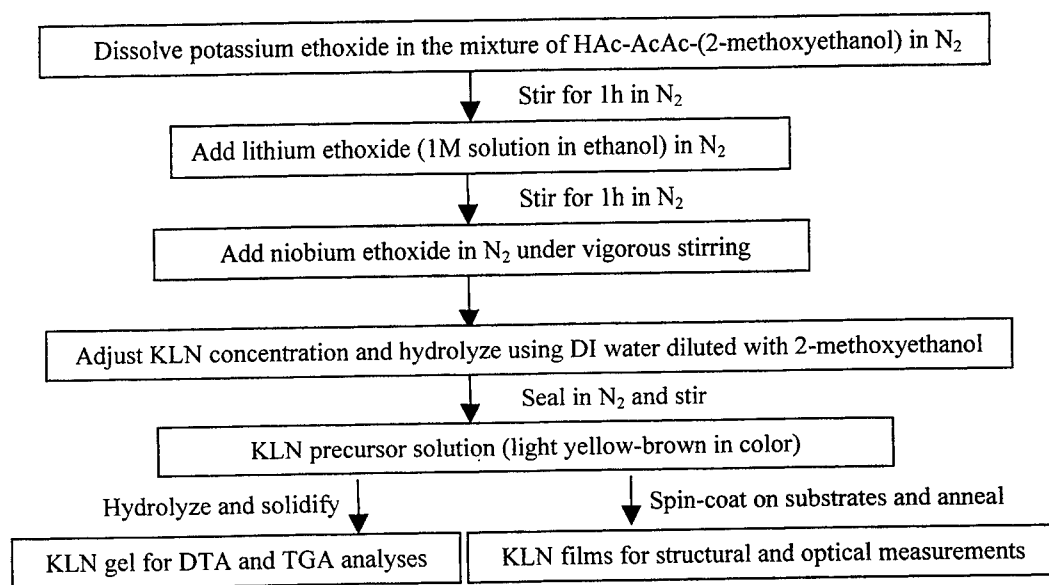 Dissolve potassium ethoxide in the mixture of HAc-AcAc-(2-methoxyethanol) in N₂
Stir for 1h in N₂
Add lithium ethoxide (1M solution in ethanol) in N₂
Stir for 1h in N₂
Add niobium ethoxide in N₂ under vigorous stirring
Adjust KLN concentration and hydrolyze using DI water diluted with 2-methoxyethanol
Seal in N₂ and stir
KLN precursor solution (light yellow-brown in color)
Hydrolyze and solidify
Spin-coat on substrates and anneal
KLN gel for DTA and TGA analyses
KLN films for structural and optical measurements